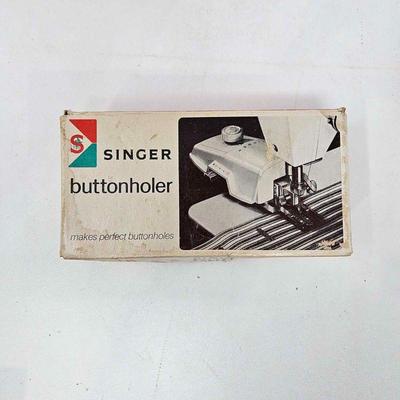 S
SINGER
buttonholer
makes perfect buttonholes